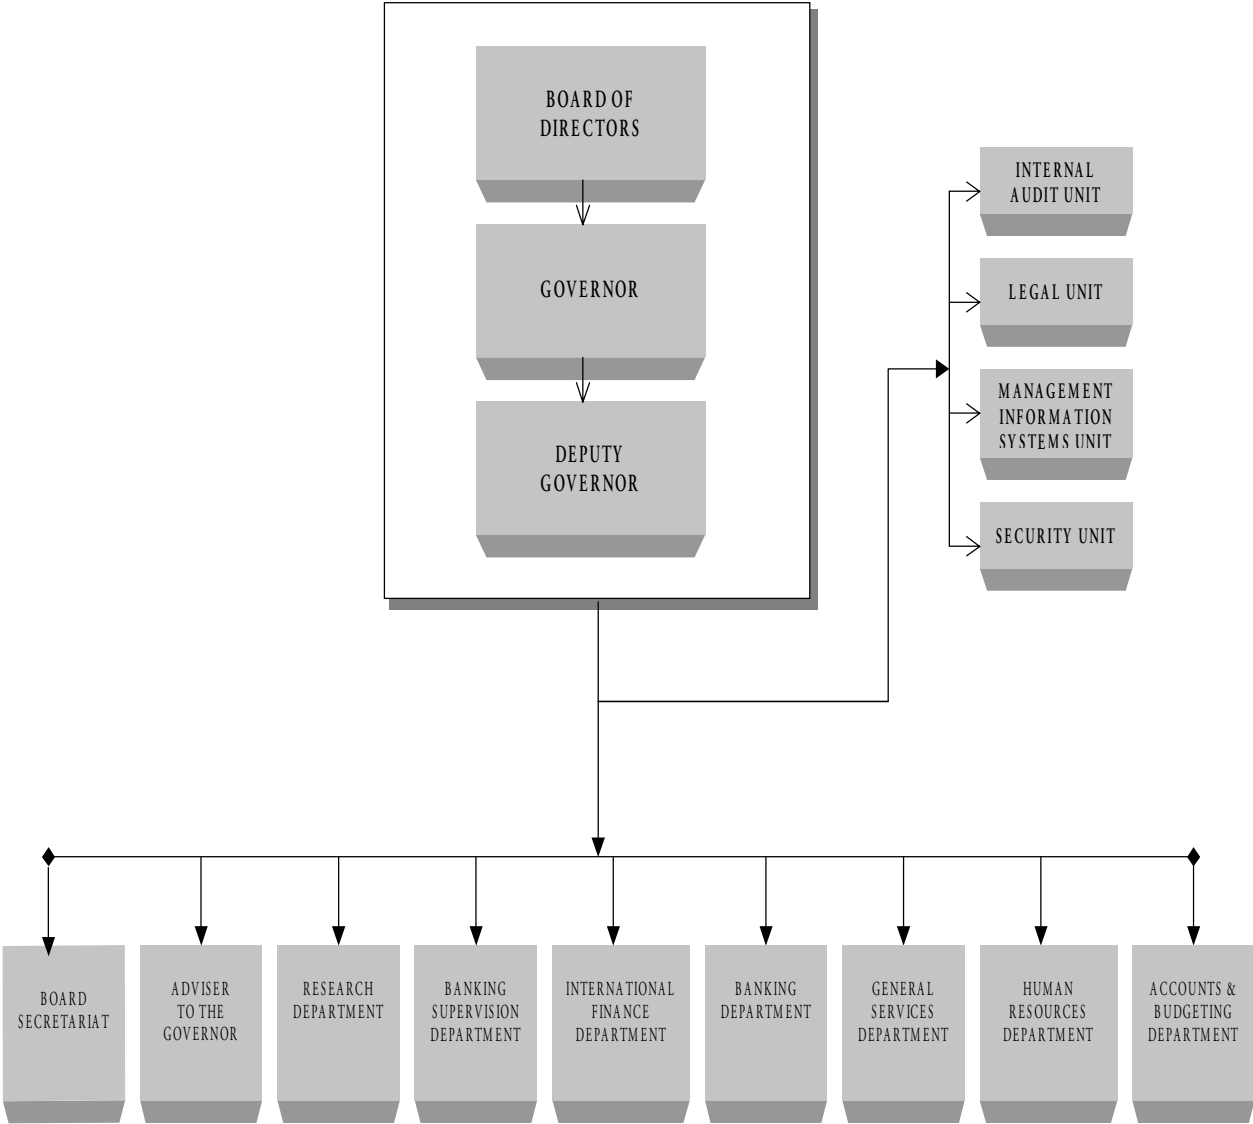 BOARD OF
DIRECTORS
GOVERNOR
DEPUTY
GOVERNOR
INTERNAL
AUDIT UNIT
LEGAL UNIT
MANAGEMENT
INFORMATION
SYSTEMS UNIT
SECURITY UNIT
BOARD
SECRETARIAT
ADVISER
TO THE
GOVERNOR
RESEARCH
DEPARTMENT
BANKING
SUPERVISION
DEPARTMENT
INTERNATIONAL
FINANCE
DEPARTMENT
BANKING
DEPARTMENT
GENERAL
SERVICES
DEPARTMENT
HUMAN
RESOURCES
DEPARTMENT
ACCOUNTS &
BUDGETING
DEPARTMENT